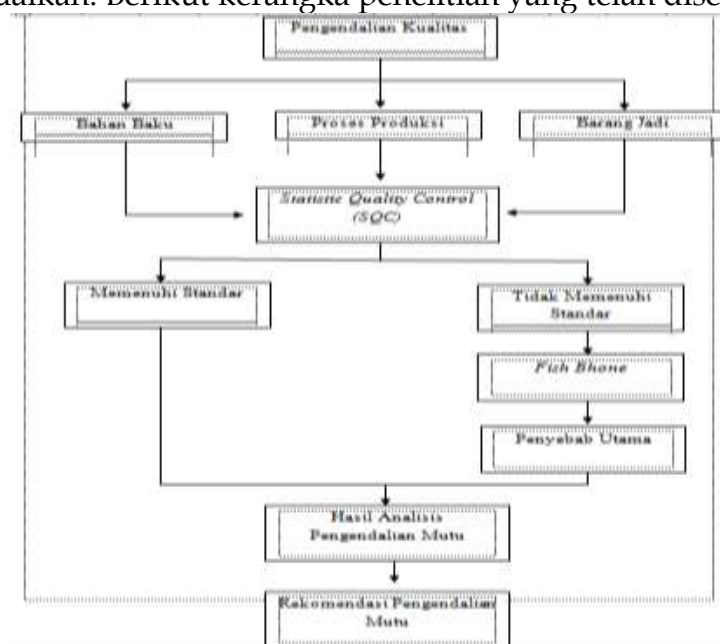 Berikut kerangka penelitian yang telah
Pengendalian Kualitas
Bahan Baku
Proses Produksi
Barang Jadi
Statistic Quality Control
(SQC)
Memenuhi Standar
Tidak Memenuhi
Standar
Fish Bhone
Penyebab Utama
Hasil Analisis
Pengendalian Mutu
Rekomendasi Pengendalian
Mutu